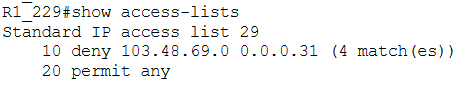 R1_229#show access-lists
Standard IP access list 29
    10 deny 103.48.69.0 0.0.0.31 (4 match(es))
    20 permit any